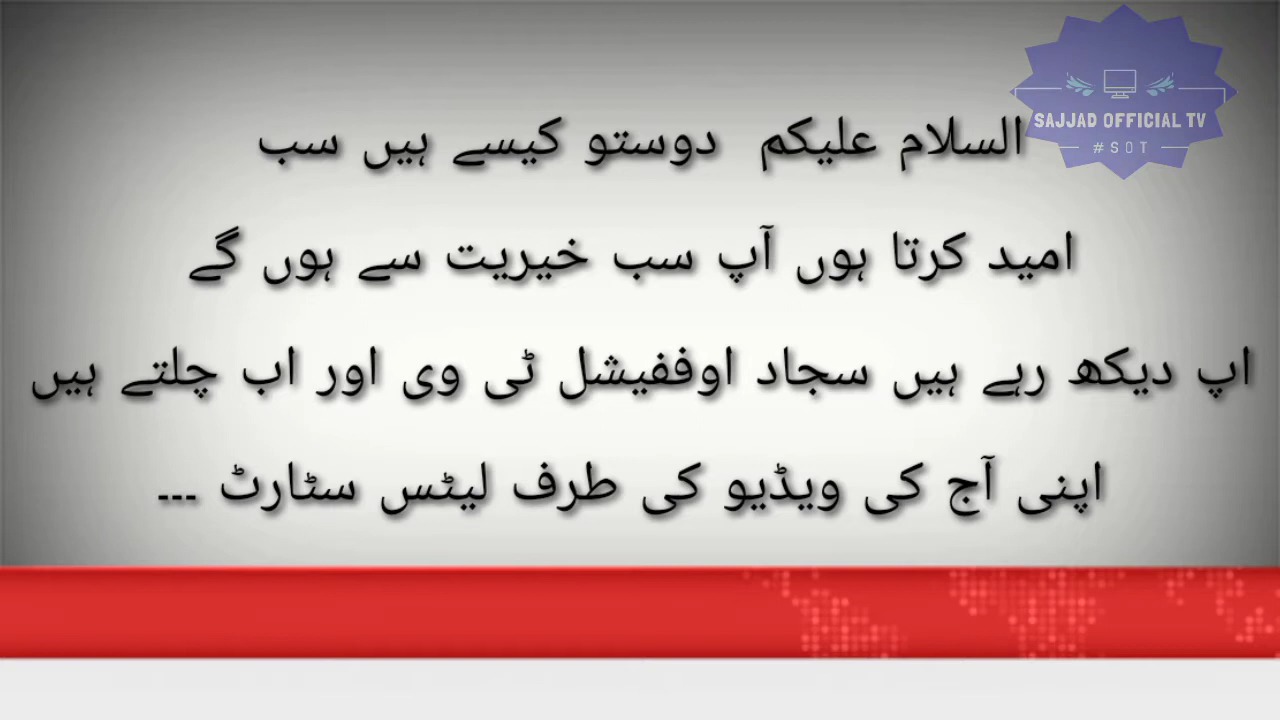 SAJJAD OFFICIAL TV
#SOT
السلام علیکم دوستو کیسے ہیں سب
امید کرتا ہوں آپ سب خیریت سے ہوں گے
اپ دیکھ رہے ہیں سجاد اوففیشل ٹی وی اور اب چلتے ہیں
اپنی آج کی ویڈیو کی طرف لیٹس سٹارٹ ---